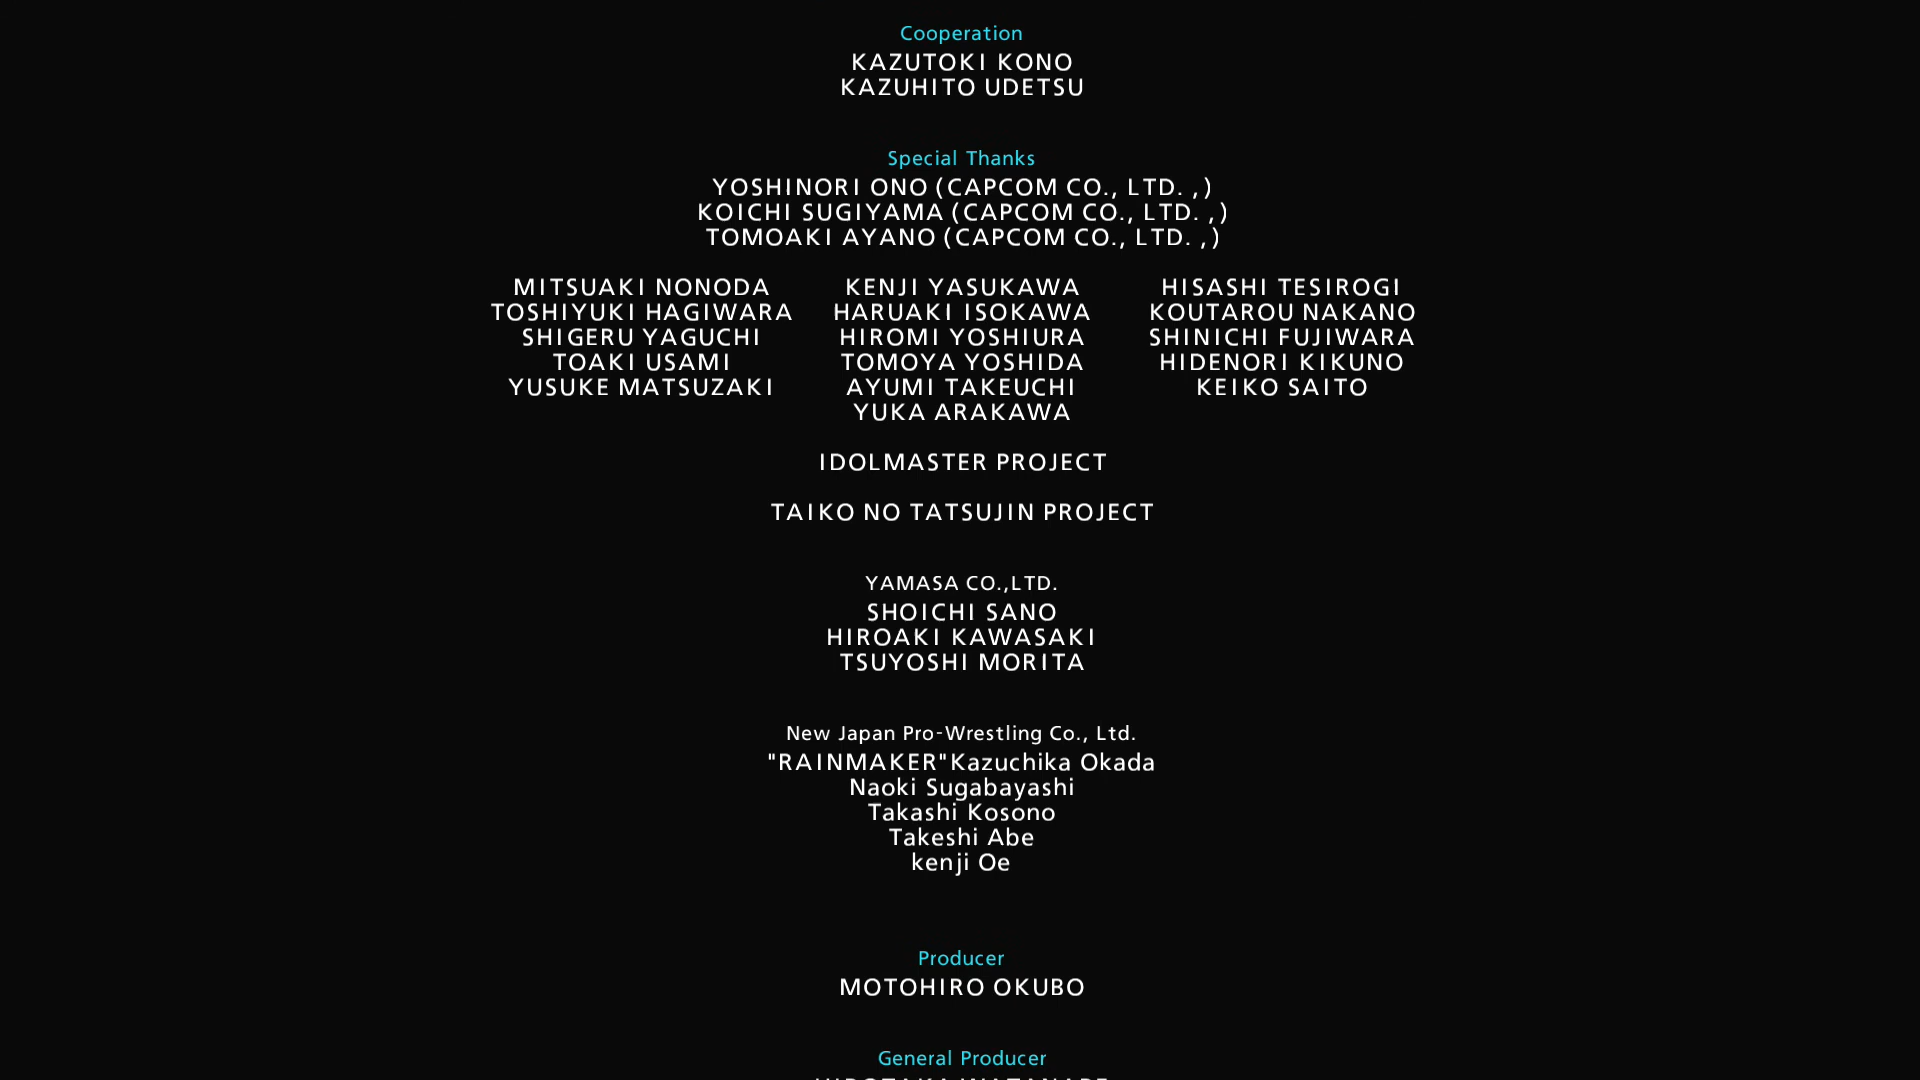 Cooperation
KAZUTOKI KONO
KAZUHITO UDETSU
Special Thanks
YOSHINORI ONO (CAPCOM CO., LTD. ,)
KOICHI SUGIYAMA (CAPCOM CO., LTD. ,)
TOMOAKI AYANO (CAPCOM CO., LTD. ,)
MITSUAKI NONODA KENJI YASUKAWA HISASHI TESIROGI
TOSHIYUKI HAGIWARA HARUAKI ISOKAWA KOUTAROU NAKANO
SHIGERU YAGUCHI HIROMI YOSHIURA SHINICHI FUJIWARA
TOAKI USAMI TOMOYA YOSHIDA HIDENORI KIKUNO
YUSUKE MATSUZAKI AYUMI TAKEUCHI KEIKO SAITO
YUKA ARAKAWA
IDOLMASTER PROJECT
TAIKO NO TATSUJIN PROJECT
YAMASA CO.,LTD.
SHOICHI SANO
HIROAKI KAWASAKI
TSUYOSHI MORITA
New Japan Pro-Wrestling Co., Ltd.
"RAINMAKER"Kazuchika Okada
Naoki Sugabayashi
Takashi Kosono
Takeshi Abe
kenji Oe
Producer
MOTOHIRO OKUBO
General Producer